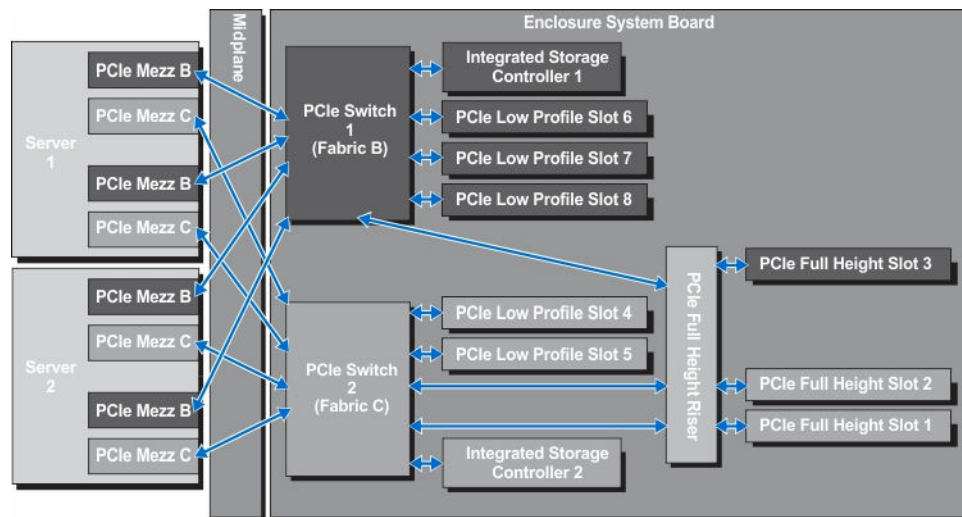 Midplane
Enclosure System Board
Server
1
PCIe Mezz B
PCIe Mezz C
PCIe Mezz B
PCIe Mezz C
Server
2
PCIe Mezz B
PCIe Mezz C
PCIe Mezz B
PCIe Mezz C
PCIe Switch
1
(Fabric B)
Integrated Storage
Controller 1
PCIe Low Profile Slot 6
PCIe Low Profile Slot 7
PCIe Low Profile Slot 8
PCIe Switch
2
(Fabric C)
PCIe Low Profile Slot 4
PCIe Low Profile Slot 5
Integrated Storage
Controller 2
PCIe Full Height Riser
PCIe Full Height Slot 3
PCIe Full Height Slot 2
PCIe Full Height Slot 1